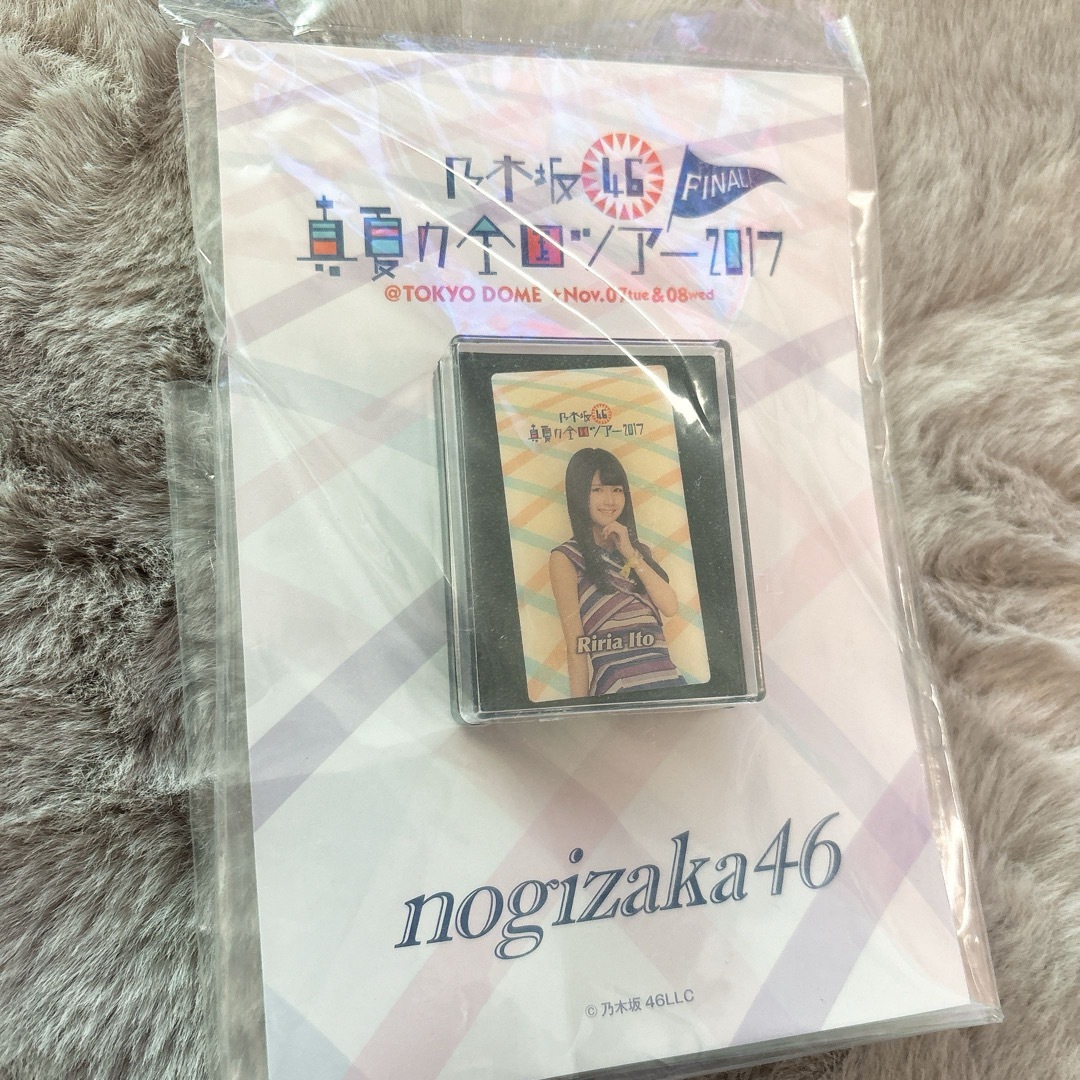 乃木坂46 FINAL!
真夏の全国ツアー2017
@TOKYO DOME ★Nov.07tue&08wed
乃木坂46
真夏の全国ツアー2017
Riria Ito
nogizaka46
©乃木坂46LLC